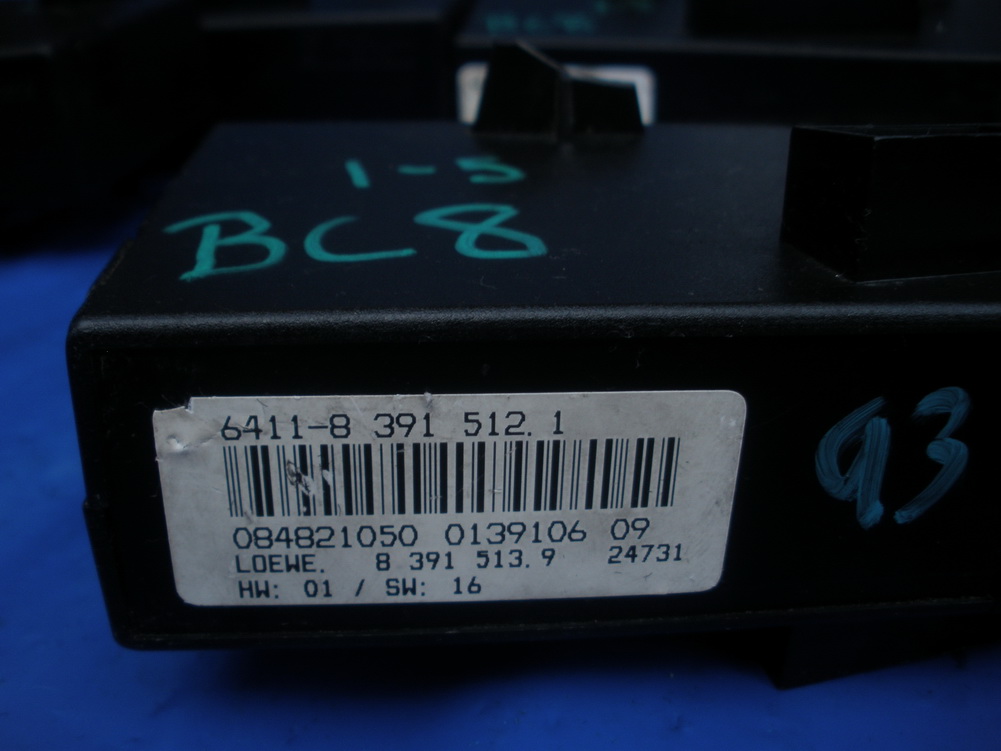 BC8
1-5
BC8
6411-8 391 512.1
084821050 0139106 09
LOEWE. 8 391 513.9 24731
HW: 01 / SW: 16
93